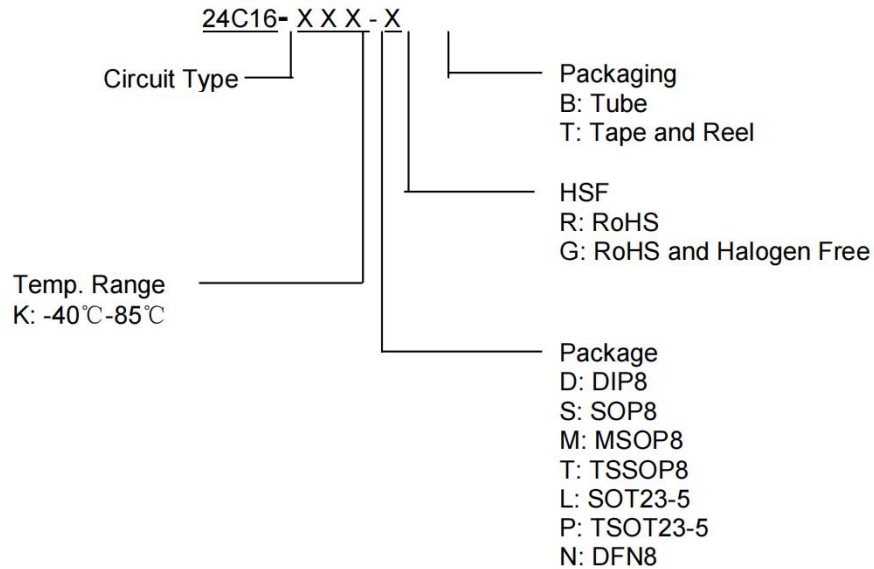 24C16- X X X - X
Circuit Type
Packaging
B: Tube
T: Tape and Reel
HSF
R: RoHS
G: RoHS and Halogen Free
Temp. Range
K: -40℃-85℃
Package
D: DIP8
S: SOP8
M: MSOP8
T: TSSOP8
L: SOT23-5
P: TSOT23-5
N: DFN8